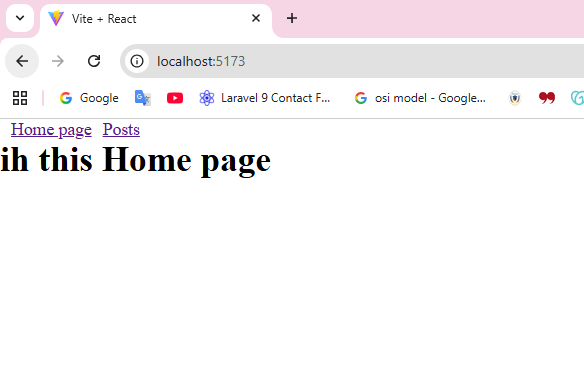 Vite + React
localhost:5173
Google Laravel 9 Contact F... osi model - Google...
Home page Posts
ih this Home page